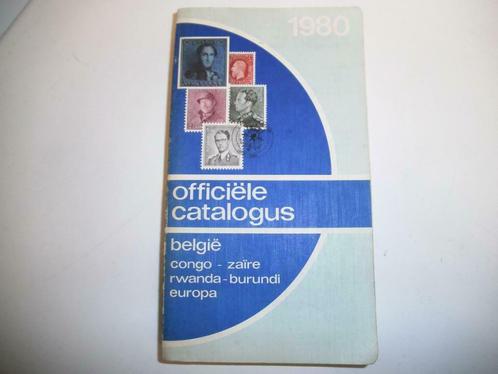 1980
officiële
catalogus
belgië
congo - zaïre
rwanda - burundi
europa